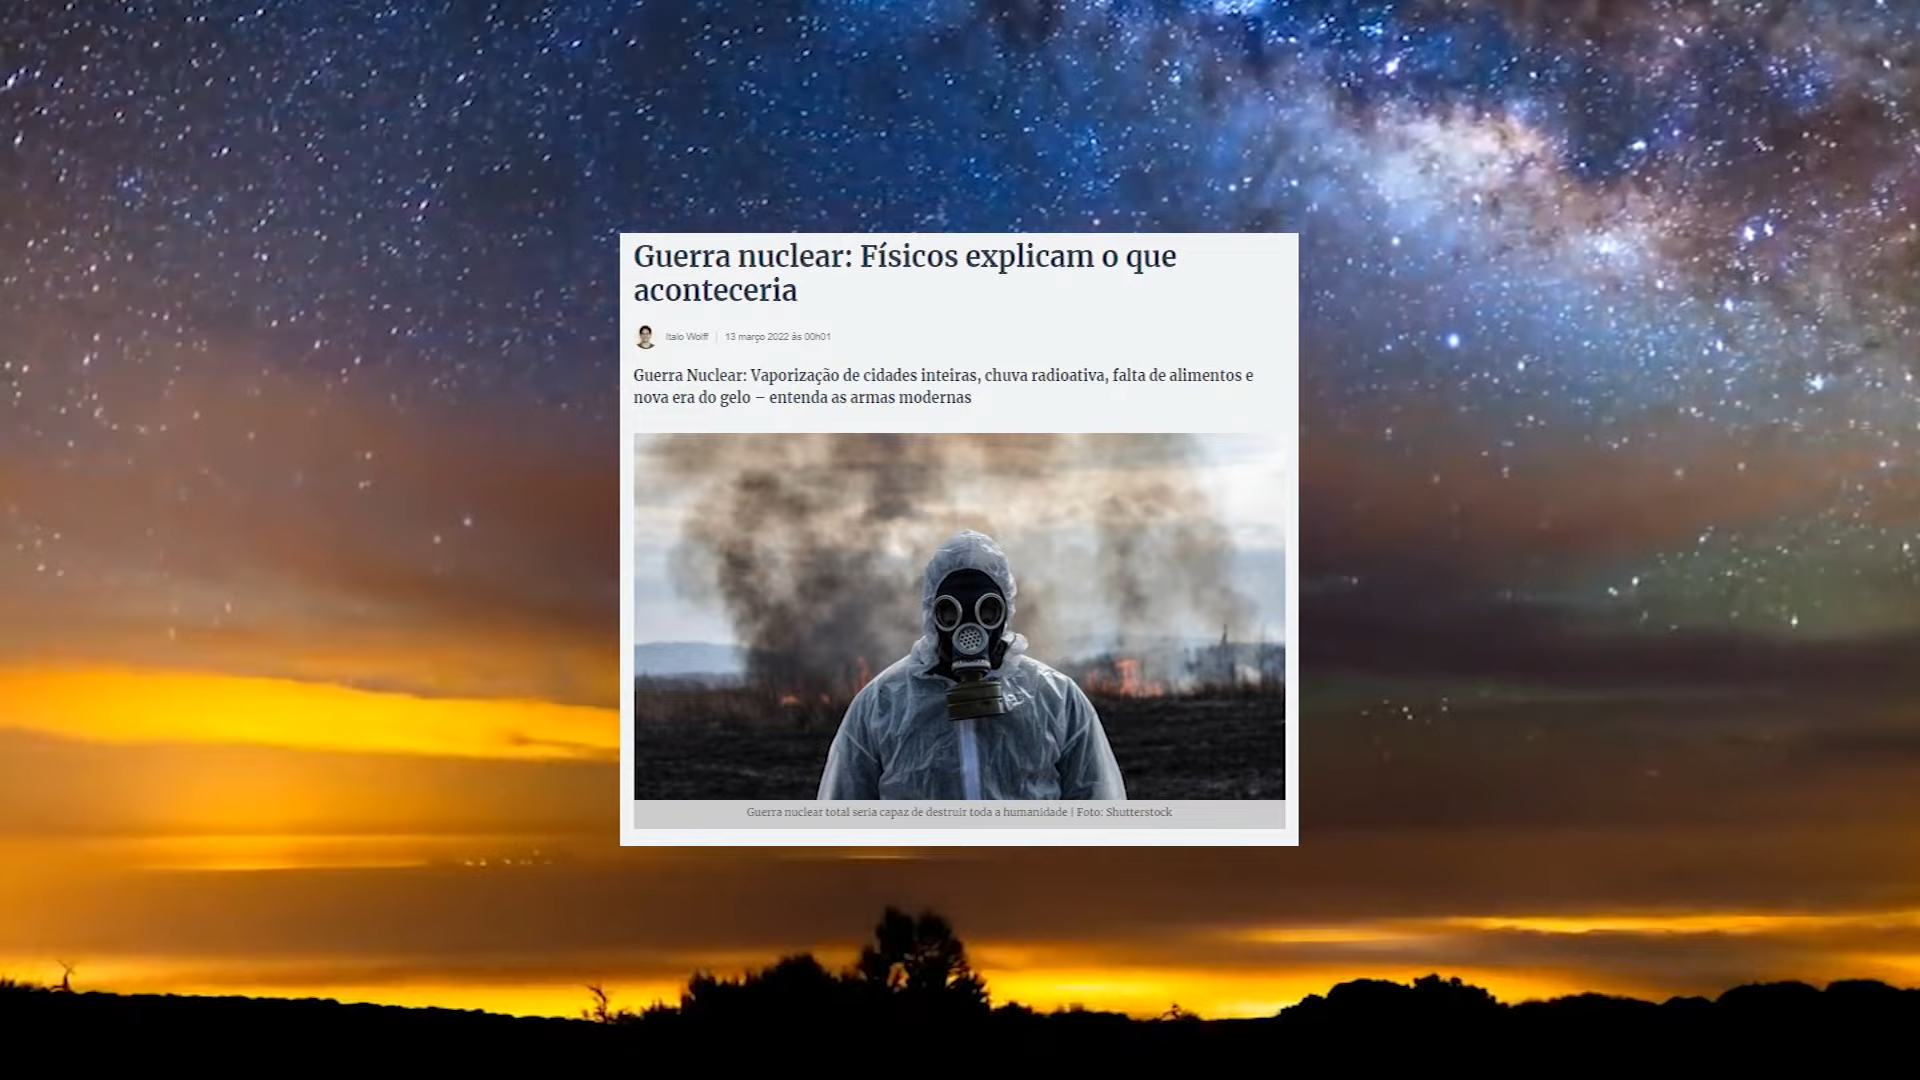 Guerra nuclear: Físicos explicam o que
aconteceria
Italo Wolff | 13 março 2022 às 00h01
Guerra Nuclear: Vaporização de cidades inteiras, chuva radioativa, falta de alimentos e
nova era do gelo – entenda as armas modernas
Guerra nuclear total seria capaz de destruir toda a humanidade | Foto: Shutterstock